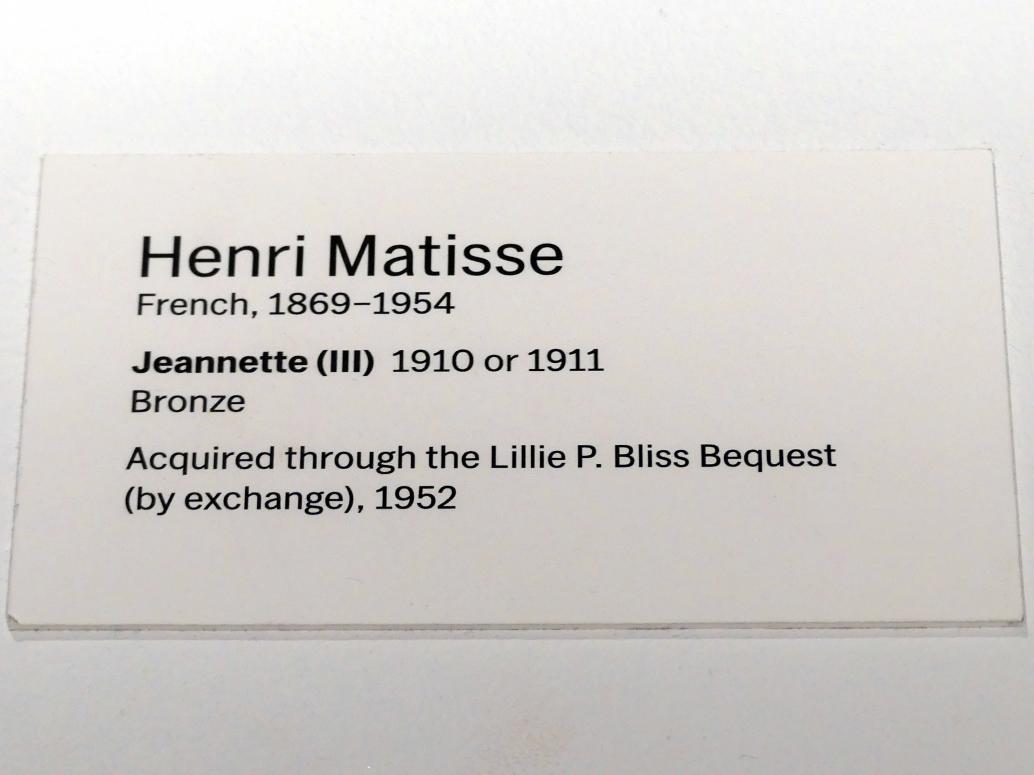 Henri Matisse
French, 1869–1954
Jeannette (III) 1910 or 1911
Bronze
Acquired through the Lillie P. Bliss Bequest
(by exchange), 1952